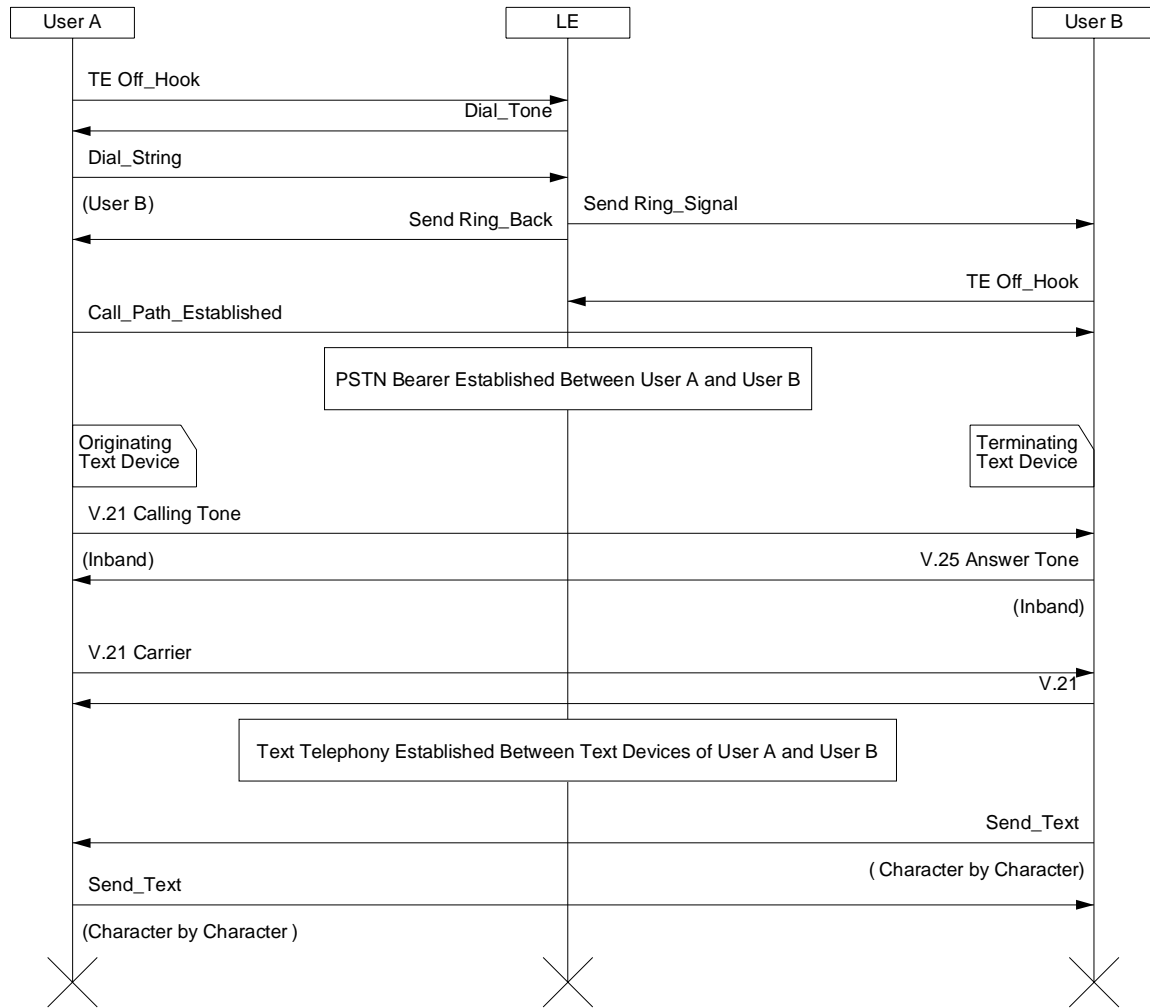 User A
LE
User B
TE Off_Hook
Dial_Tone
Dial_String
(User B)
Send Ring_Signal
Send Ring_Back
TE Off_Hook
Call_Path_Established
PSTN Bearer Established Between User A and User B
Originating
Text Device
Terminating
Text Device
V.21 Calling Tone
(Inband)
V.25 Answer Tone
(Inband)
V.21 Carrier
V.21
Text Telephony Established Between Text Devices of User A and User B
Send_Text
( Character by Character)
Send_Text
(Character by Character )